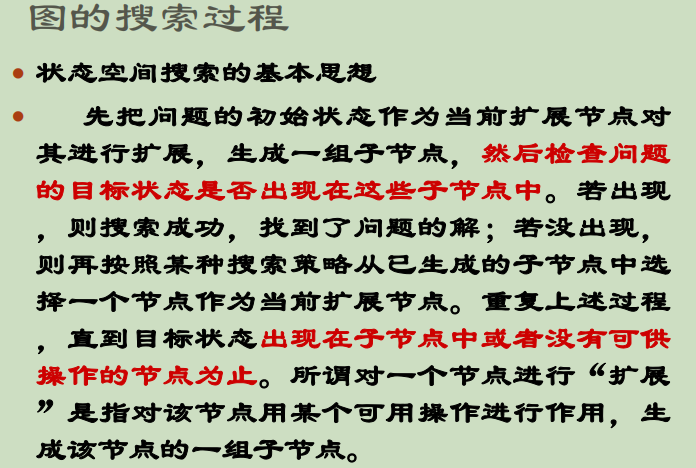 图的搜索过程
• 状态空间搜索的基本思想
• 先把问题的初始状态作为当前扩展节点对
其进行扩展，生成一组子节点，然后检查问题
的目标状态是否出现在这些子节点中。若出现
，则搜索成功，找到了问题的解；若没出现，
则再按照某种搜索策略从已生成的子节点中选
择一个节点作为当前扩展节点。重复上述过程
，直到目标状态出现在子节点中或者没有可供
操作的节点为止。所谓对一个节点进行“扩展
”是指对该节点用某个可用操作进行作用，生
成该节点的一组子节点。